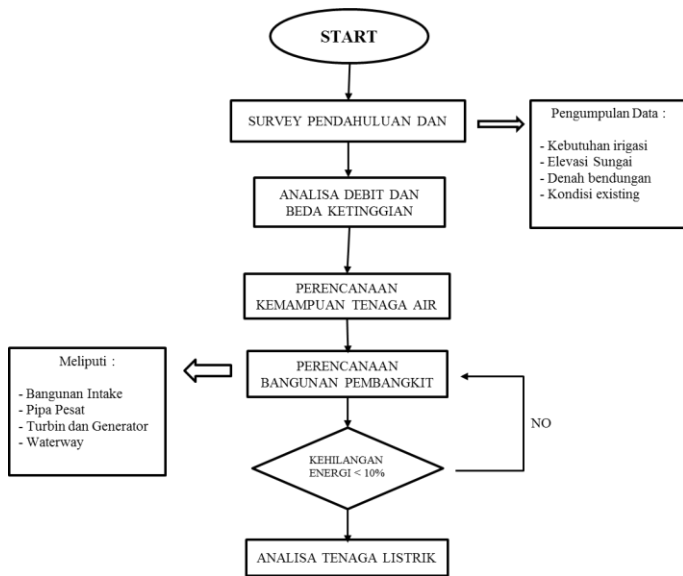 START
SURVEY PENDAHULUAN DAN
Pengumpulan Data :
- Kebutuhan irigasi
- Elevasi Sungai
- Denah bendungan
- Kondisi existing
ANALISA DEBIT DAN
BEDA KETINGGIAN
PERENCANAAN
KEMAMPUAN TENAGA AIR
Meliputi :
- Bangunan Intake
- Pipa Pesat
- Turbin dan Generator
- Waterway
PERENCANAAN
BANGUNAN PEMBANGKIT
NO
KEHILANGAN
ENERGI < 10%
ANALISA TENAGA LISTRIK